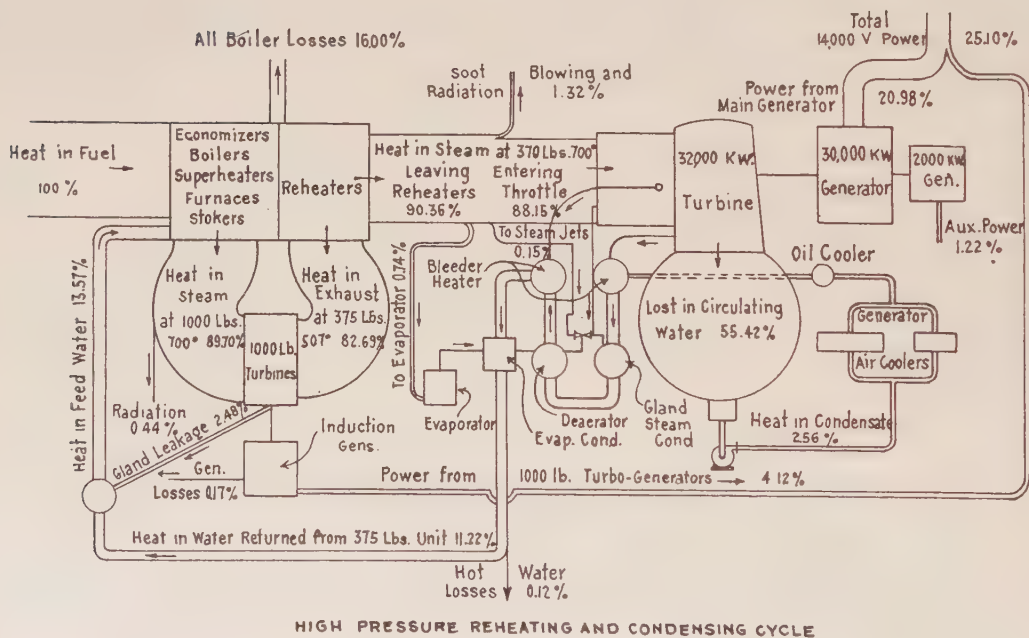 All Boiler Losses 16.00%
Total
14,000 V Power
25.10%
Soot Blowing and
Radiation 1.32%
Power from
Main Generator
20.98%
Heat in Fuel
100%
Economizers
Boilers
Superheaters
Furnaces
Stokers
Reheaters
Heat in Steam at 370 Lbs. 700°
Leaving
Reheaters
90.36%
Entering
Throttle
88.15%
32,000 KW.
Turbine
30,000 KW
Generator
2000 KW.
Gen.
Aux. Power
1.22%
To Steam Jets
0.15%
Bleeder
Heater
Oil Cooler
Heat in Feed Water 13.57%
Heat in
Steam
at 1000 Lbs.
700° 89.70%
Heat in
Exhaust
at 375 Lbs.
507° 82.69%
1000 Lb.
Turbines
To Evaporator 0.74%
Lost in Circulating
Water 55.42%
Generator
Air Coolers
Radiation
0.44%
Gland Leakage 2.48%
Evaporator
Deaerator
Evap. Cond.
Gland
Steam
Cond
Heat in Condensate
2.56%
Induction
Gens.
Gen.
Losses 0.17%
Power from 1000 lb. Turbo-Generators 4.12%
Heat in Water Returned from 375 Lbs. Unit 11.22%
Hot Water
Losses 0.12%
HIGH PRESSURE REHEATING AND CONDENSING CYCLE